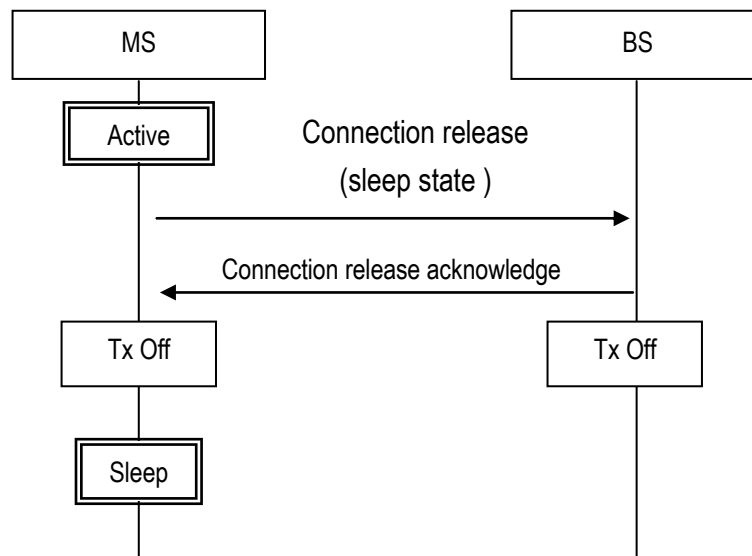 MS
BS
Active
Connection release
(sleep state )
Connection release acknowledge
Tx Off
Tx Off
Sleep